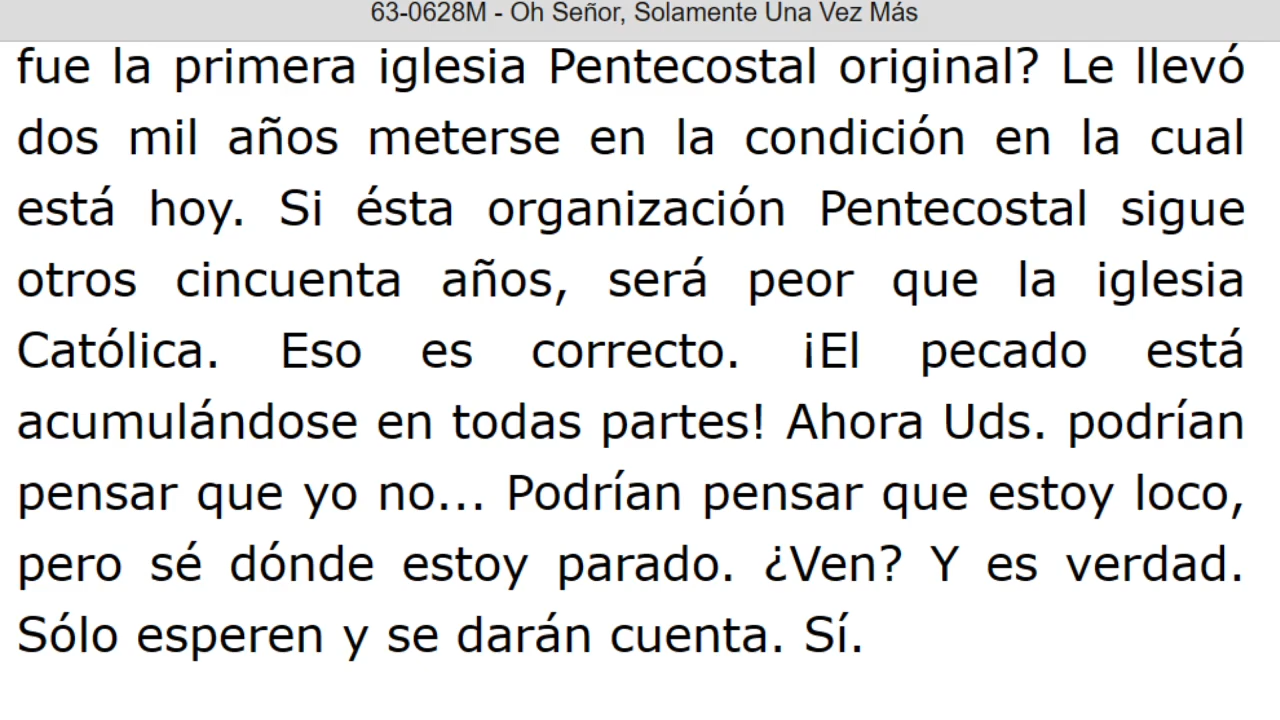 63-0628M - Oh Señor, Solamente Una Vez Más
fue la primera iglesia Pentecostal original? Le llevó
dos mil años meterse en la condición en la cual
está hoy. Si ésta organización Pentecostal sigue
otros cincuenta años, será peor que la iglesia
Católica. Eso es correcto. ¡El pecado está
acumulándose en todas partes! Ahora Uds. podrían
pensar que yo no... Podrían pensar que estoy loco,
pero sé dónde estoy parado. ¿Ven? Y es verdad.
Sólo esperen y se darán cuenta. Sí.